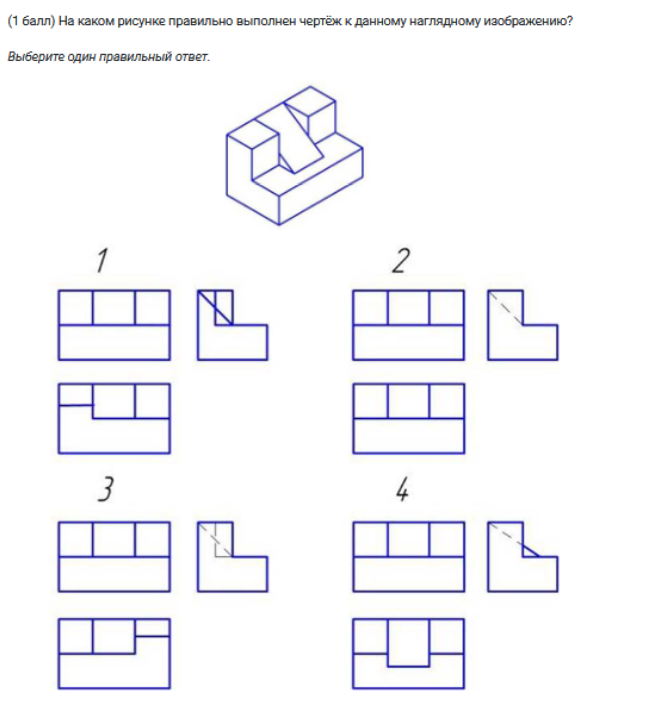 (1 балл) На каком рисунке правильно выполнен чертёж к данному наглядному изображению?
Выберите один правильный ответ.
1
2
3
4